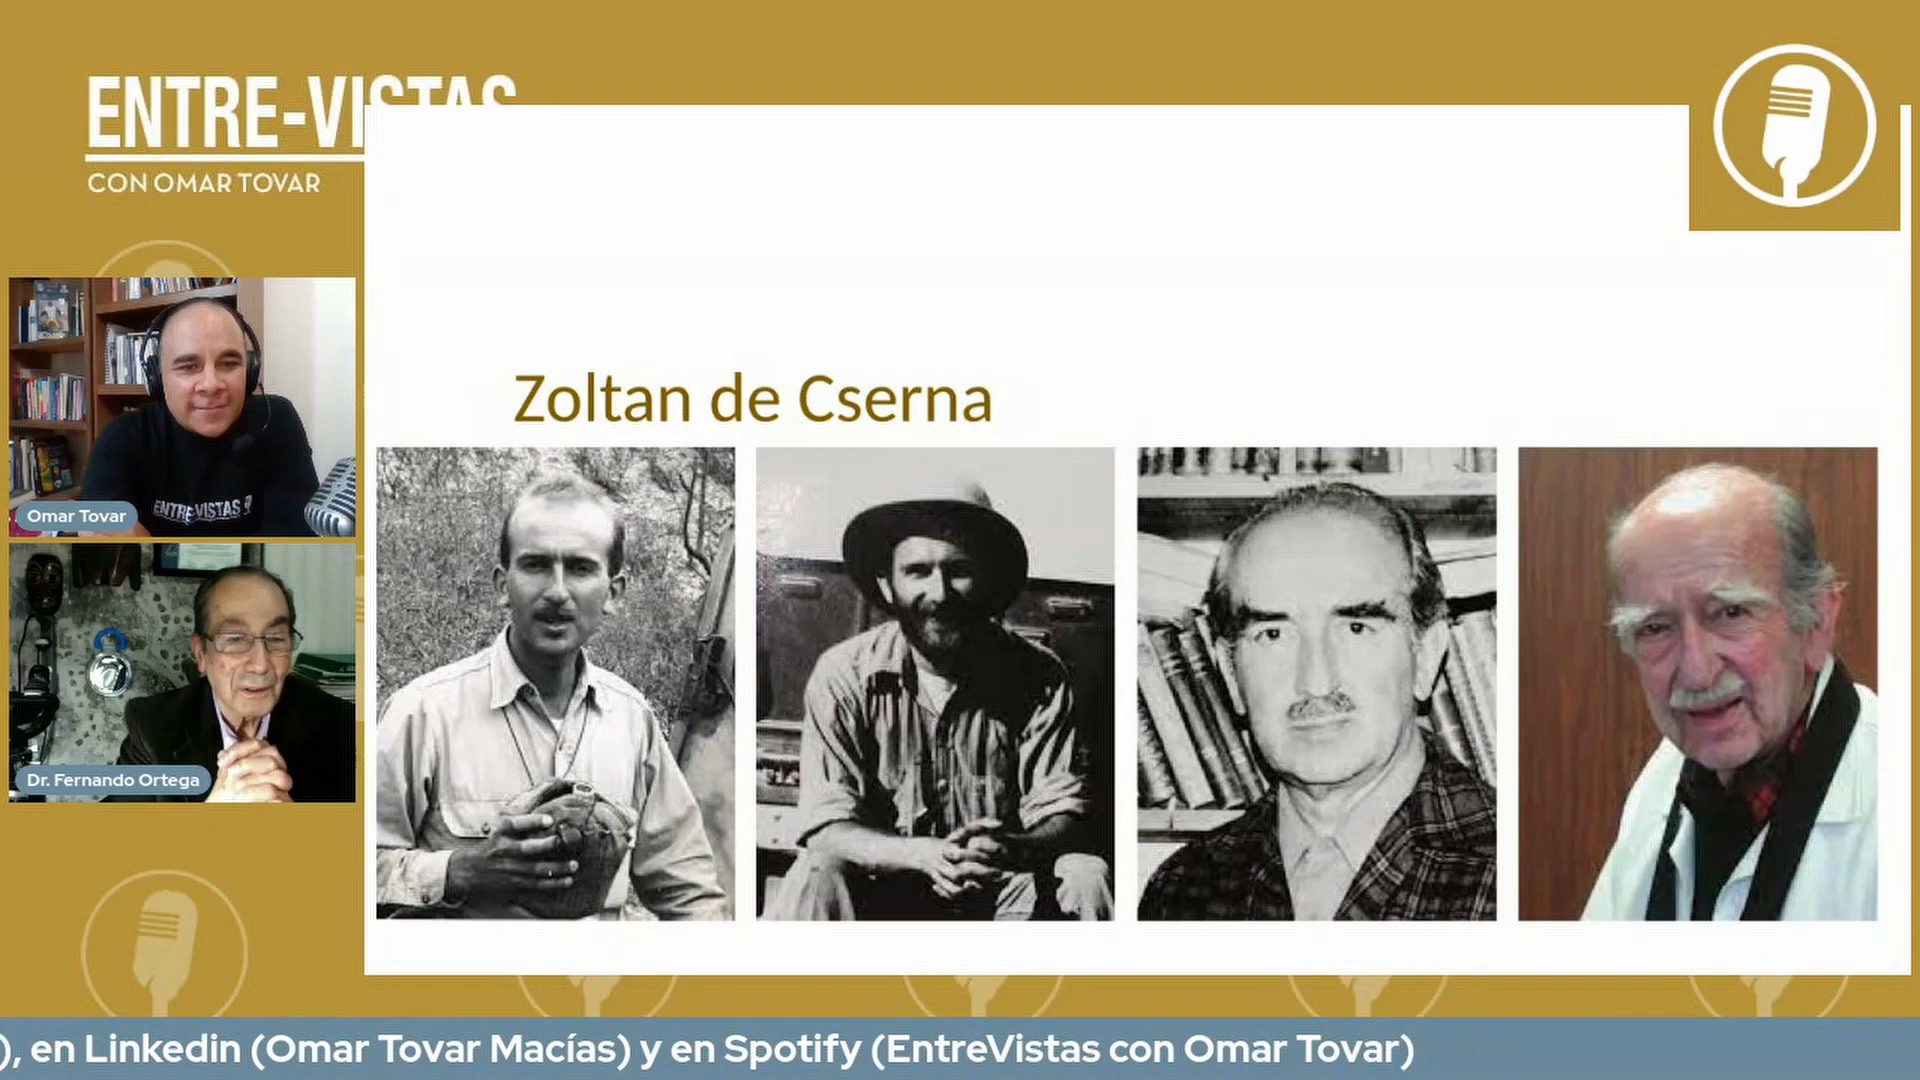 ENTRE-VISTAS
CON OMAR TOVAR
Zoltan de Cserna
ENTRE-VISTAS
Omar Tovar
Dr. Fernando Ortega
), en Linkedin (Omar Tovar Macías) y en Spotify (EntreVistas con Omar Tovar)